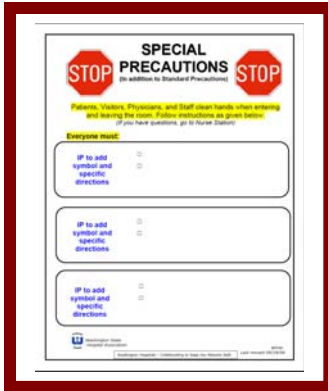 SPECIAL
PRECAUTIONS
STOP
STOP
(in addition to Standard Precautions)
Patients, Visitors, Physicians, and Staff clean hands when entering
and leaving the room. Follow instructions as given below.
(If you have questions, go to Nurse Station)
Everyone must:
IP to add
symbol and
specific
directions
IP to add
symbol and
specific
directions
IP to add
symbol and
specific
directions
Washington State
Hospital Association